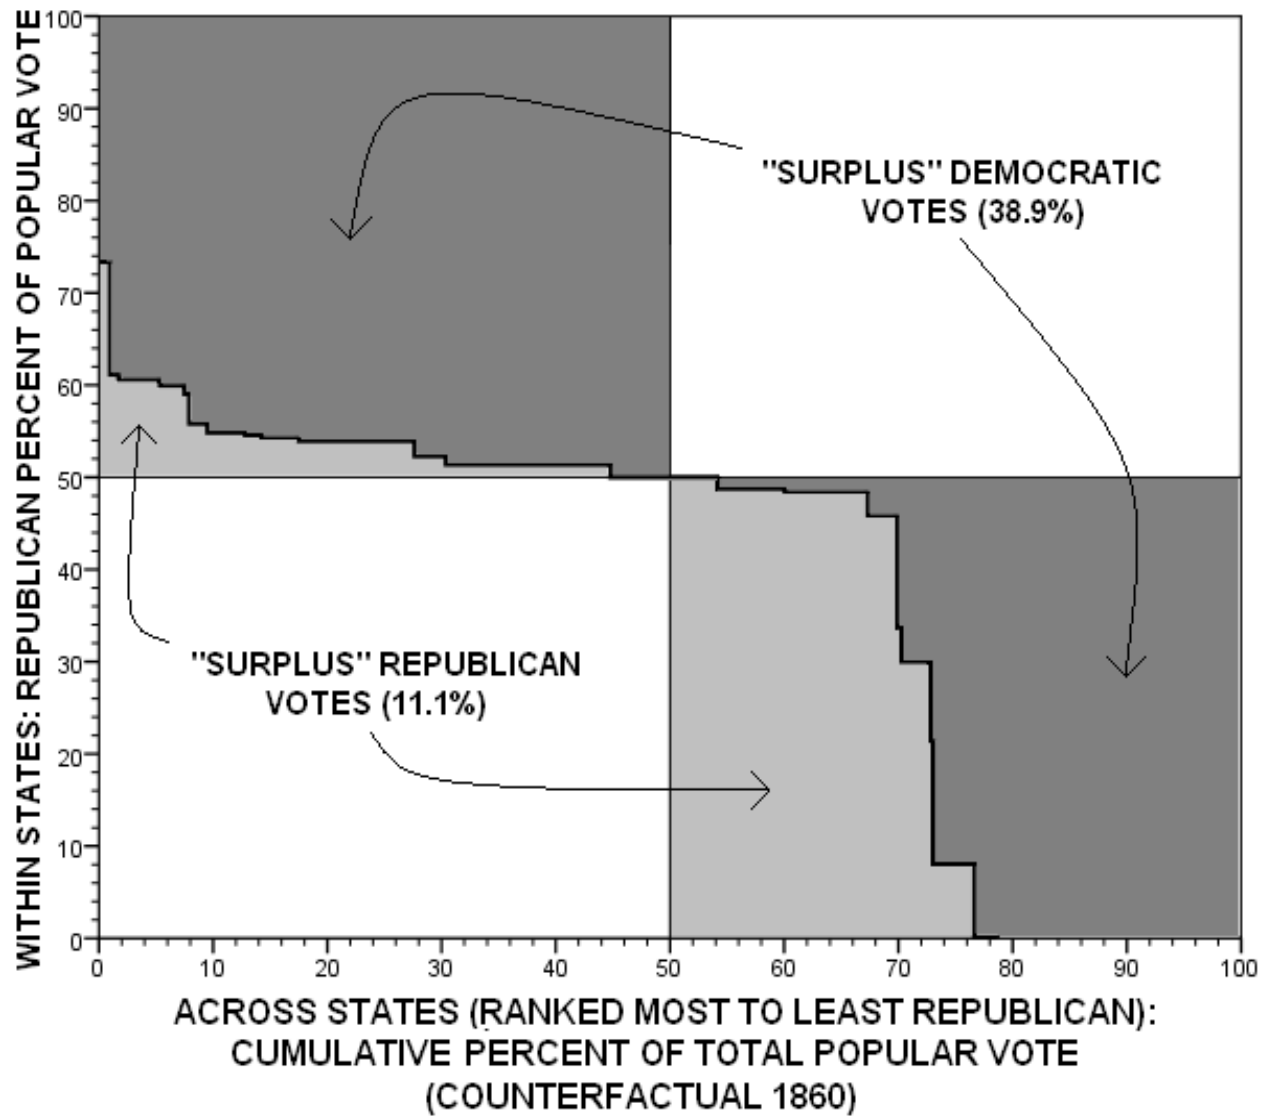 WITHIN STATES: REPUBLICAN PERCENT OF POPULAR VOTE
100
90
80
70
60
50
40
30
20
10
0
"SURPLUS" DEMOCRATIC
VOTES (38.9%)
"SURPLUS" REPUBLICAN
VOTES (11.1%)
0 10 20 30 40 50 60 70 80 90 100
ACROSS STATES (RANKED MOST TO LEAST REPUBLICAN):
CUMULATIVE PERCENT OF TOTAL POPULAR VOTE
(COUNTERFACTUAL 1860)